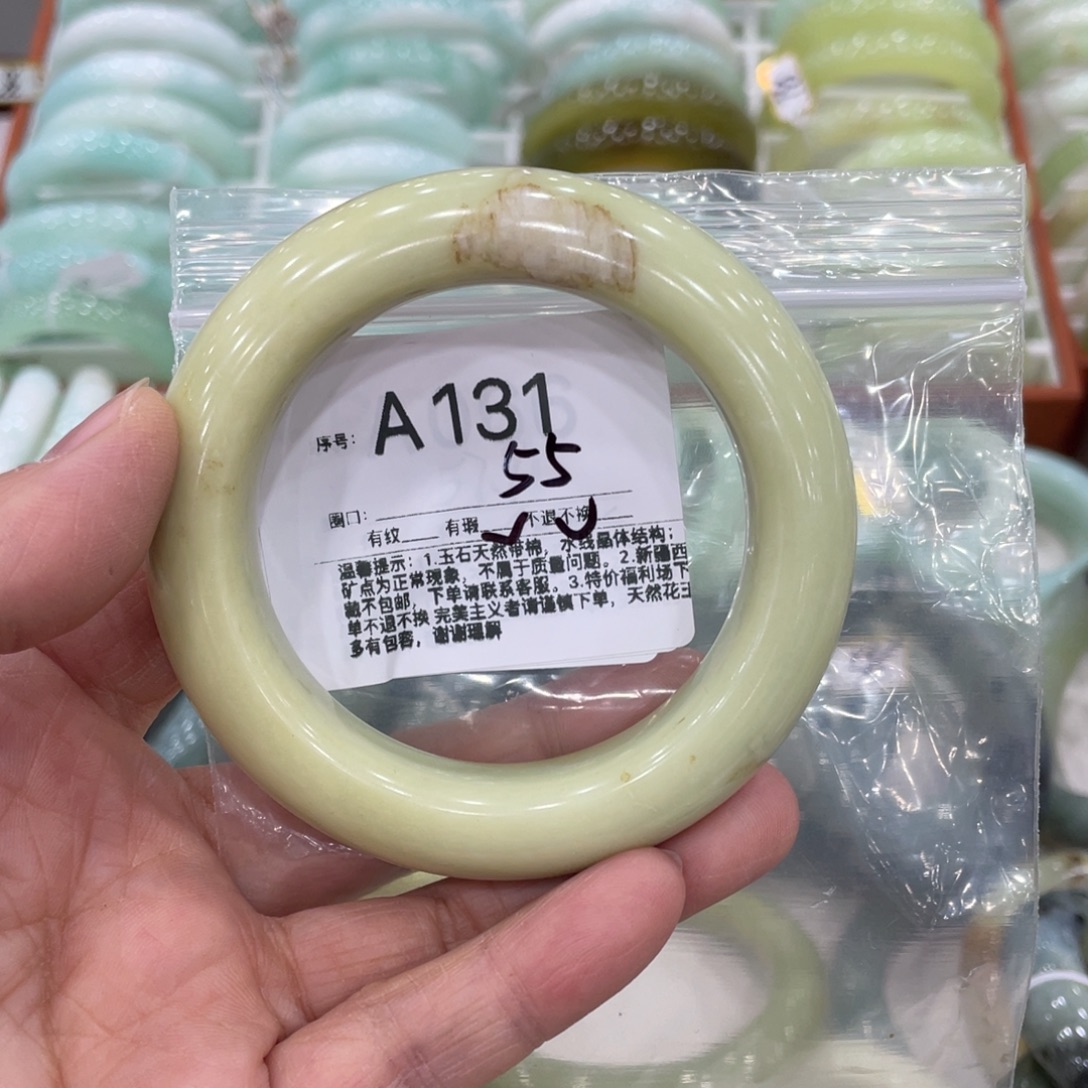 序号: A131
55
圈口:
有纹 有瑕 不退不换
温馨提示:1.玉石天然带棉,水线晶体结构;
矿点为正常现象,不属于质量问题。2.新疆西
藏不包邮,下单请联系客服。3.特价福利场下
单不退不换 完美主义者请谨慎下单,天然花玉
多有包容,谢谢理解